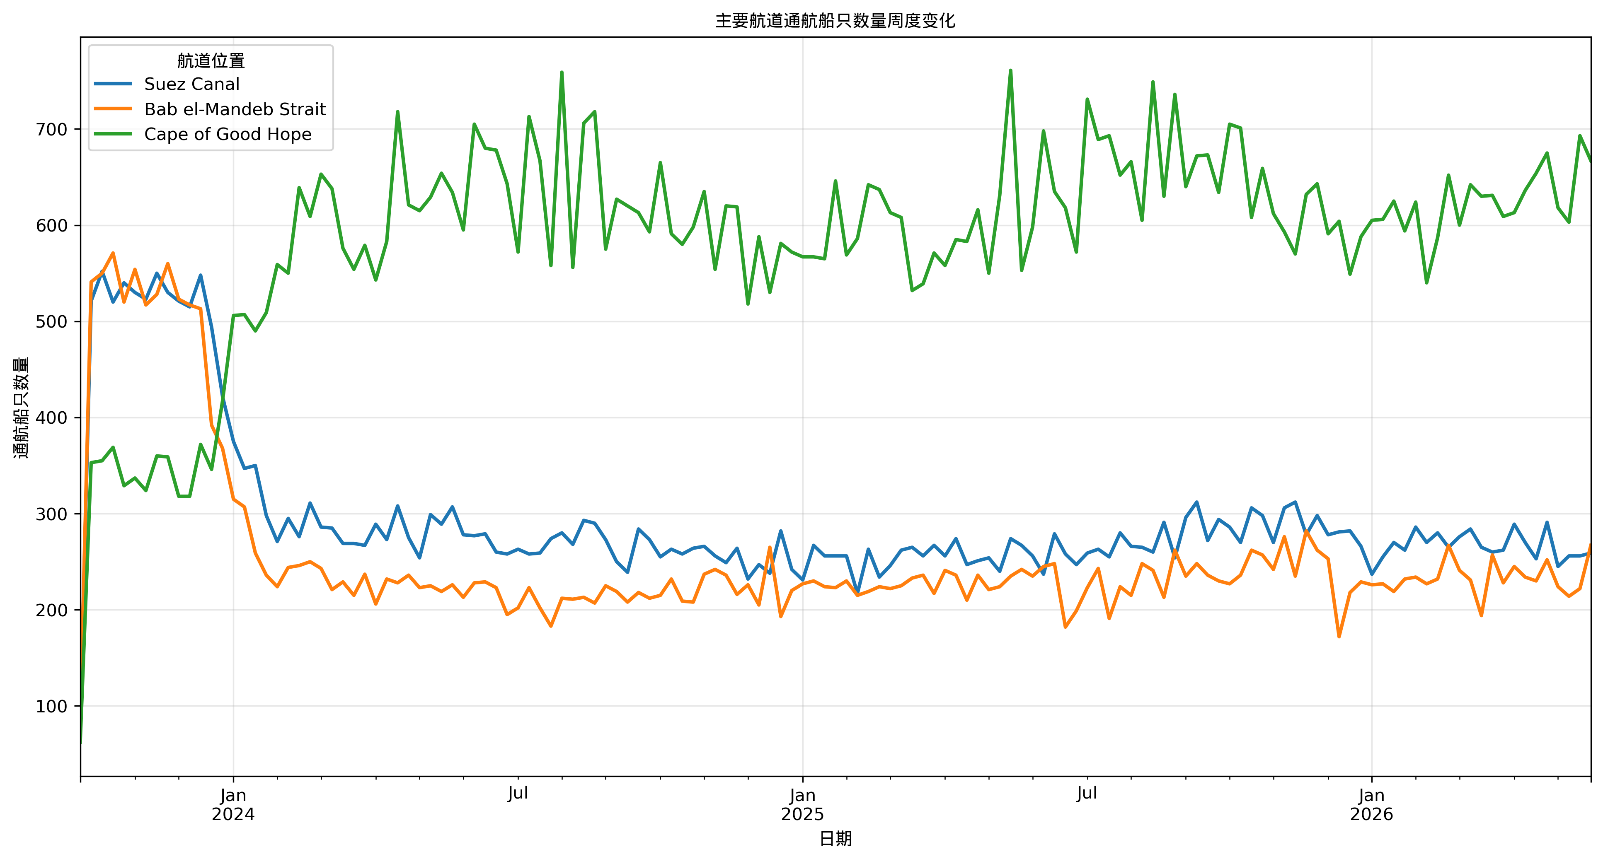 主要航道通航船只数量周度变化
航道位置
Suez Canal
Bab el-Mandeb Strait
Cape of Good Hope
通航船只数量
700
600
500
400
300
200
100
Jan
2024
Jul
Jan
2025
Jul
Jan
2026
日期